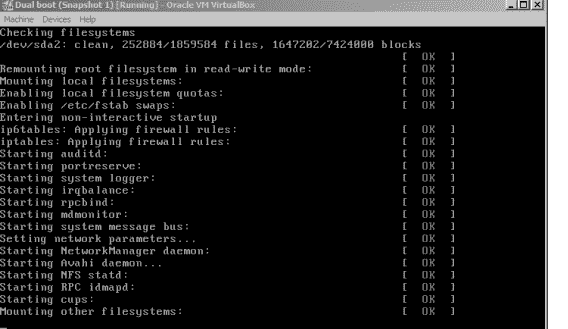 Dual boot (Snapshot 1) [Running] - Oracle VM VirtualBox
Machine Devices Help
Checking filesystems
/dev/sda2: clean, 252884/1859584 files, 1647202/7424000 blocks
[ OK ]
Remounting root filesystem in read-write mode: [ OK ]
Mounting local filesystems: [ OK ]
Enabling local filesystem quotas: [ OK ]
Enabling /etc/fstab swaps: [ OK ]
Entering non-interactive startup
ip6tables: Applying firewall rules: [ OK ]
iptables: Applying firewall rules: [ OK ]
Starting auditd: [ OK ]
Starting portreserve: [ OK ]
Starting system logger: [ OK ]
Starting irqbalance: [ OK ]
Starting rpcbind: [ OK ]
Starting mdmonitor: [ OK ]
Starting system message bus: [ OK ]
Setting network parameters... [ OK ]
Starting NetworkManager daemon: [ OK ]
Starting Avahi daemon... [ OK ]
Starting NFS statd: [ OK ]
Starting RPC idmapd: [ OK ]
Starting cups: [ OK ]
Mounting other filesystems: [ OK ]